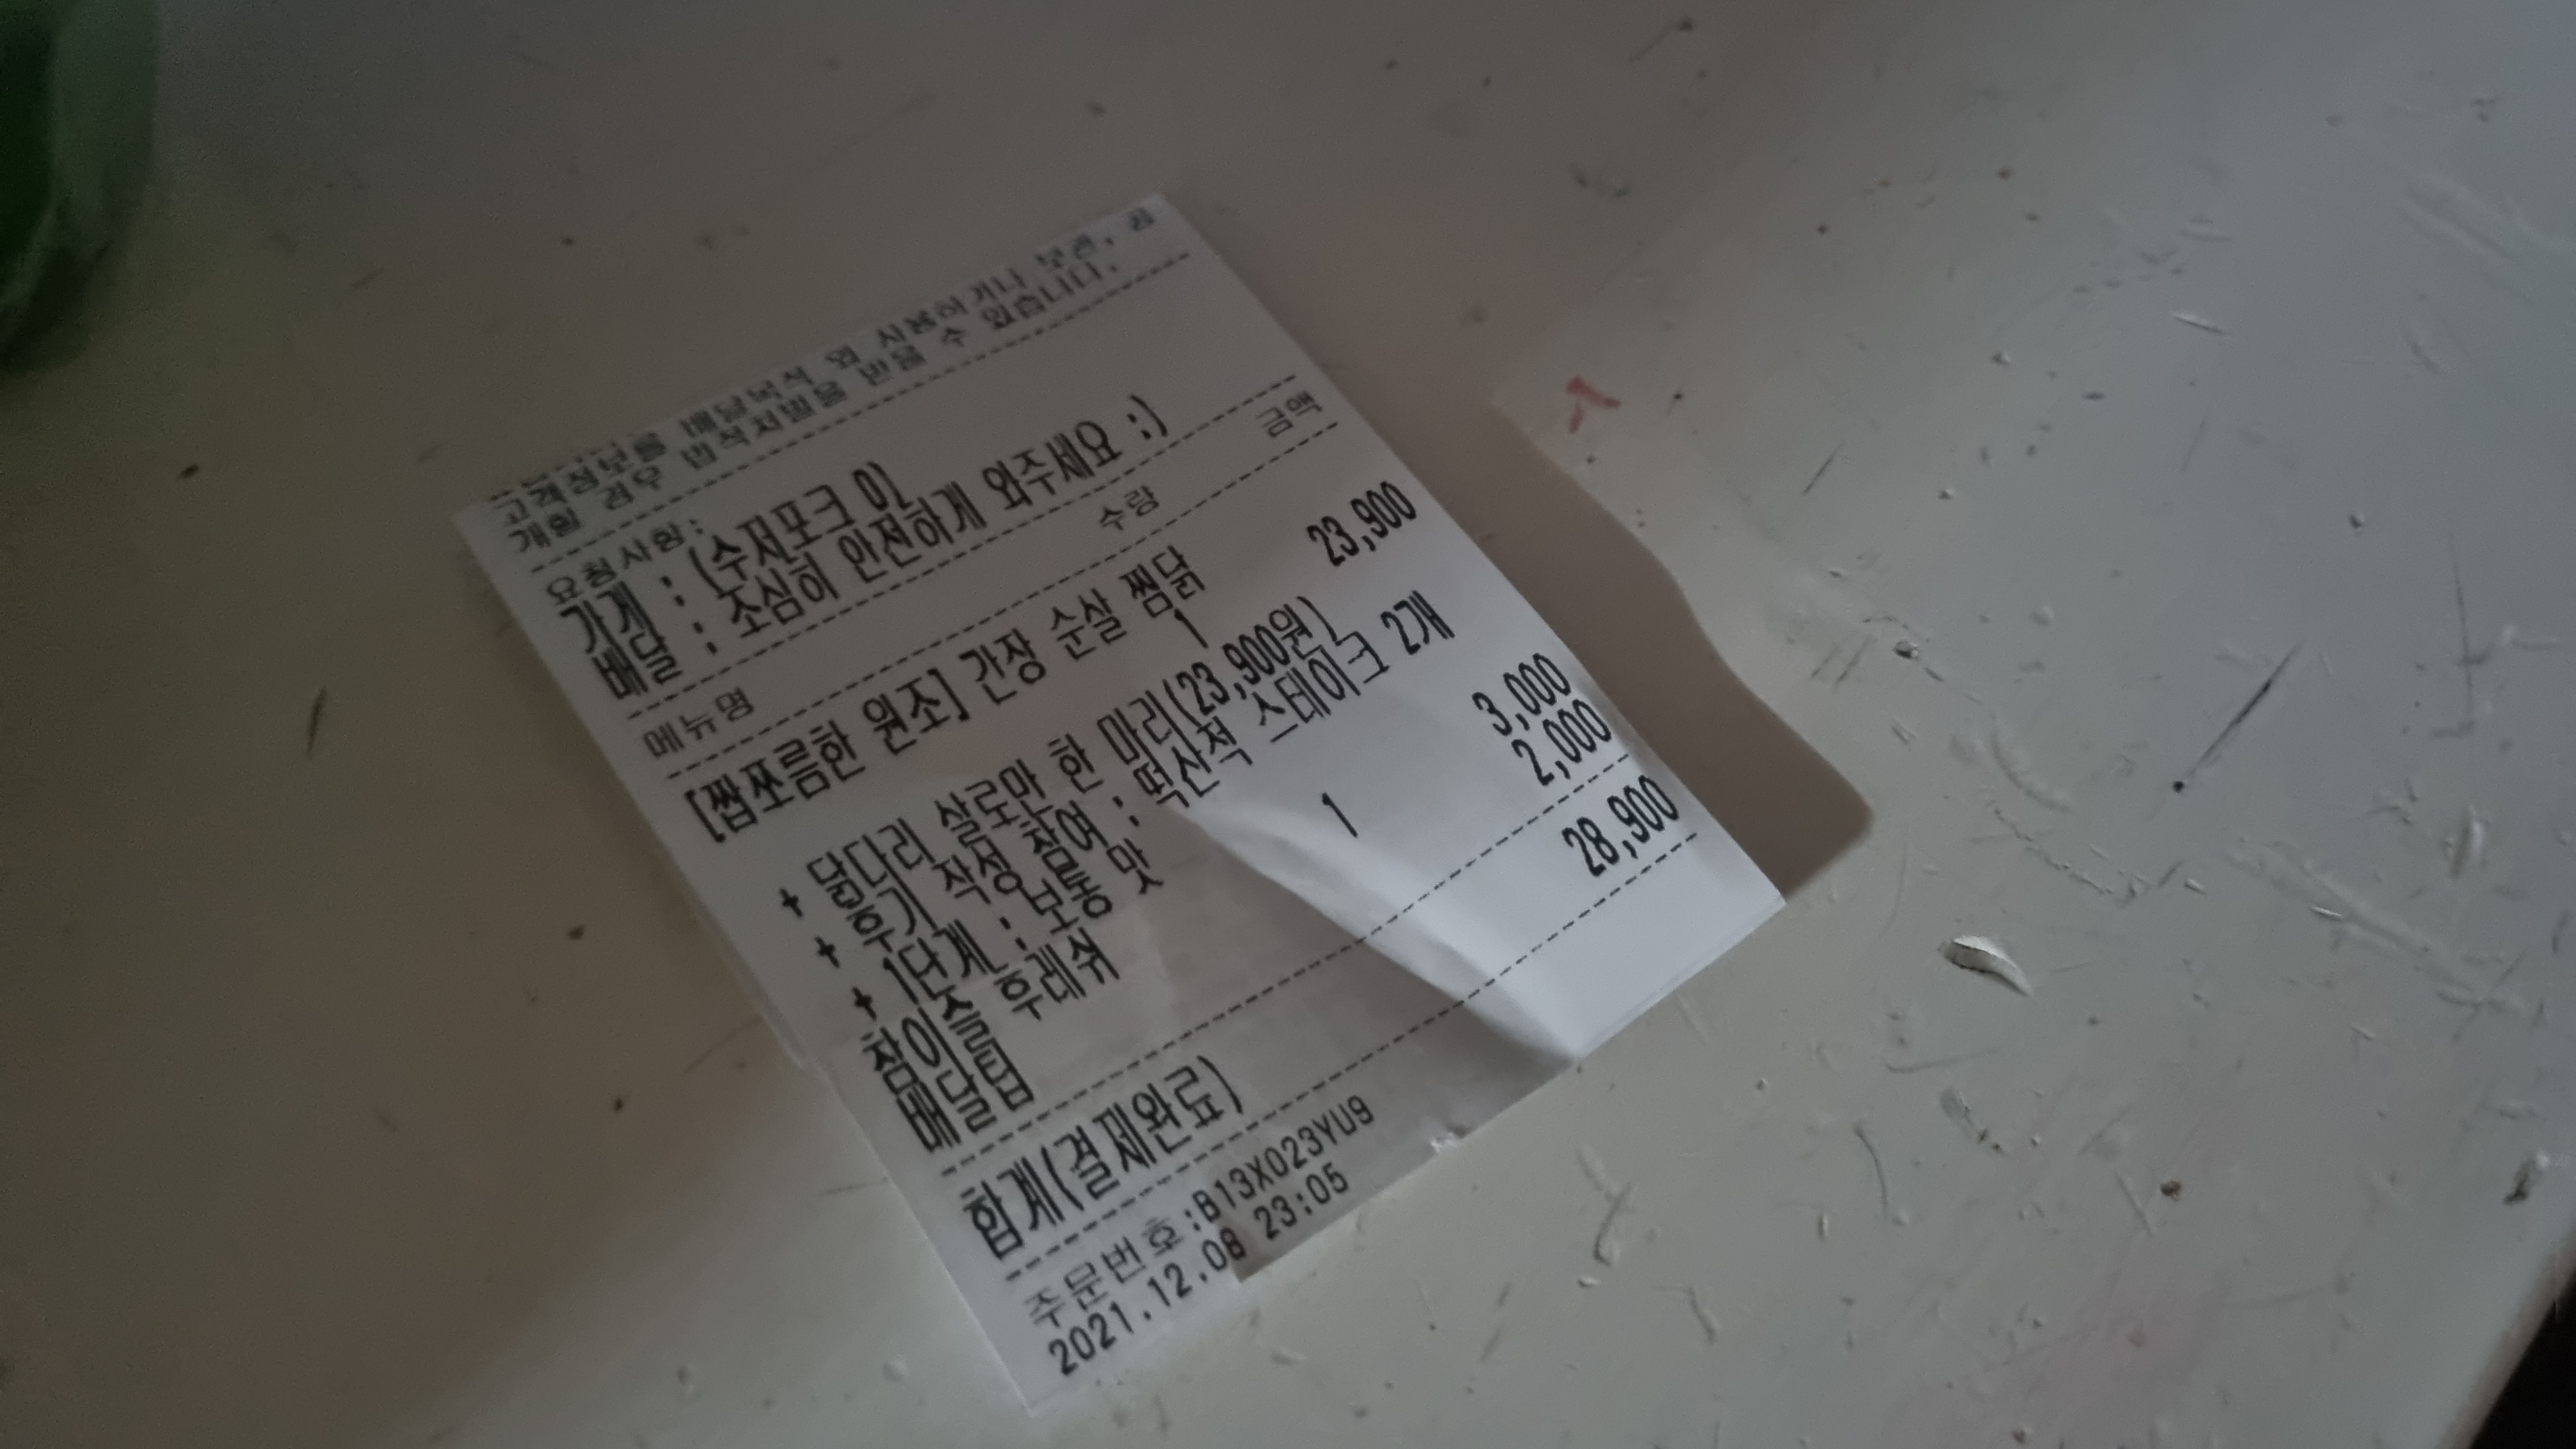 고객정보를 배달목적 외 사용하거나 보관, 공
개할 경우 법적처벌을 받을 수 있습니다.
요청사항:
가게 : (수저포크 O)
배달 : 조심히 안전하게 와주세요 :)
메뉴명 수량 금액
[짭쪼름한 원조] 간장 순살 찜닭
1 23,900
+ 닭다리 살로만 한 마리(23,900원)
+ 후기 작성 참여 : 떡산적 스테이크 2개
+ 1단계 : 보통 맛
참이슬 후레쉬 1 3,000
배달팁 2,000
합계(결제완료) 28,900
주문번호:B13X023YU9
2021.12.08 23:05